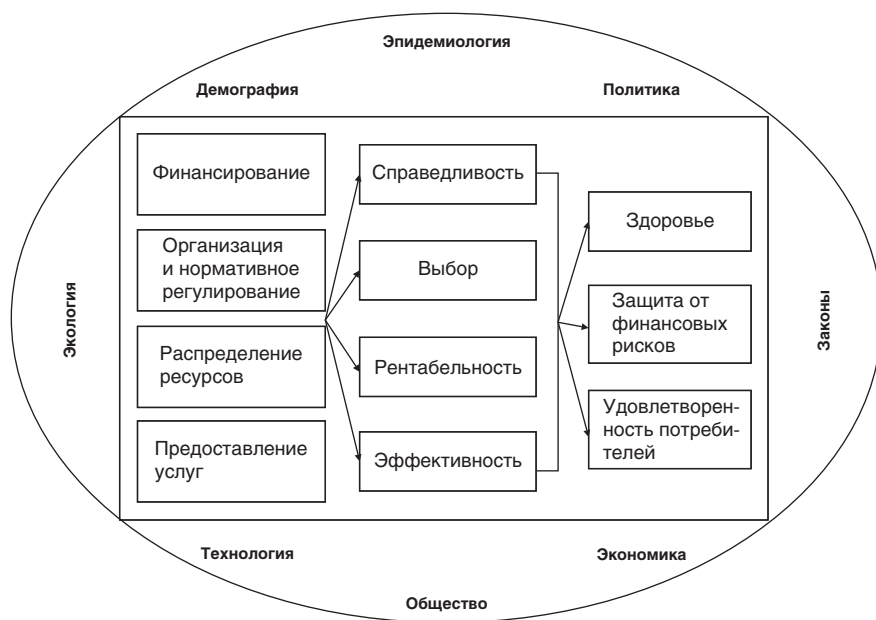 Эпидемиология
Демография
Политика
Финансирование
Справедливость
Здоровье
Организация
и нормативное
регулирование
Выбор
Экология
Защита от
финансовых
рисков
Законы
Распределение
ресурсов
Рентабельность
Удовлетворен-
ность потреби-
телей
Предоставление
услуг
Эффективность
Технология
Экономика
Общество